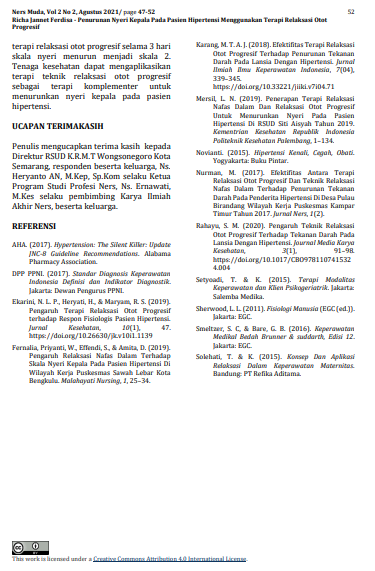 Ners Muda, Vol 2 No 2, Agustus 2021/ page 47-52
52
Richa Jannet Ferdisa - Penurunan Nyeri Kepala Pada Pasien Hipertensi Menggunakan Terapi Relaksasi Otot
Progresif
terapi relaksasi otot progresif selama 3 hari
skala nyeri menurun menjadi skala 2.
Tenaga kesehatan dapat mengaplikasikan
terapi teknik relaksasi otot progresif
sebagai terapi komplementer untuk
menurunkan nyeri kepala pada pasien
hipertensi.
UCAPAN TERIMAKASIH
Penulis mengucapkan terima kasih kepada
Direktur RSUD K.R.M.T Wongsonegoro Kota
Semarang, responden beserta keluarga, Ns.
Heryanto AN, M.Kep, Sp.Kom selaku Ketua
Program Studi Profesi Ners, Ns. Ernawati,
M.Kes selaku pembimbing Karya Ilmiah
Akhir Ners, beserta keluarga.
REFERENSI
AHA. (2017). Hypertension: The Silent Killer: Update
JNC-8 Guideline Recommendations. Alabama
Pharmacy Association.
DPP PPNI. (2017). Standar Diagnosis Keperawatan
Indonesia Definisi dan Indikator Diagnostik.
Jakarta: Dewan Pengurus PPNI.
Ekarini, N. L. P., Heryati, H., & Maryam, R. S. (2019).
Pengaruh Terapi Relaksasi Otot Progresif
terhadap Respon Fisiologis Pasien Hipertensi.
Jurnal Kesehatan, 10(1), 47.
https://doi.org/10.26630/jk.v10i1.1139
Fernalia, Priyanti, W., Effendi, S., & Amita, D. (2019).
Pengaruh Relaksasi Nafas Dalam Terhadap
Skala Nyeri Kepala Pada Pasien Hipertensi Di
Wilayah Kerja Puskesmas Sawah Lebar Kota
Bengkulu. Malahayati Nursing, 1, 25–34.
Karang, M. T. A. J. (2018). Efektifitas Terapi Relaksasi
Otot Progresif Terhadap Penurunan Tekanan
Darah Pada Lansia Dengan Hipertensi. Jurnal
Ilmiah Ilmu Keperawatan Indonesia, 7(04),
339–345.
https://doi.org/10.33221/jiiki.v7i04.71
Mersil, L. N. (2019). Penerapan Terapi Relaksasi
Nafas Dalam Dan Relaksasi Otot Progresif
Untuk Menurunkan Nyeri Pada Pasien
Hipertensi Di RSUD Siti Aisyah Tahun 2019.
Kementrian Kesehatan Republik Indonesia
Politeknik Kesehatan Palembang, 1–134.
Novianti. (2015). Hipertensi Kenali, Cegah, Obati.
Yogyakarta: Buku Pintar.
Nurman, M. (2017). Efektifitas Antara Terapi
Relaksasi Otot Progresif Dan Teknik Relaksasi
Nafas Dalam Terhadap Penurunan Tekanan
Darah Pada Penderita Hipertensi Di Desa Pulau
Birandang Wilayah Kerja Puskesmas Kampar
Timur Tahun 2017. Jurnal Ners, 1(2).
Rahayu, S. M. (2020). Pengaruh Teknik Relaksasi
Otot Progresif Terhadap Tekanan Darah Pada
Lansia Dengan Hipertensi. Journal Media Karya
Kesehatan, 3(1), 91–98.
https://doi.org/10.1017/CBO9781107415324.004
Setyoadi, T. & K. (2015). Terapi Modalitas
Keperawatan dan Klien Psikogeriatrik. Jakarta:
Salemba Medika.
Sherwood, L. L. (2011). Fisiologi Manusia (EGC (ed.)).
Jakarta: EGC.
Smeltzer, S. C, & Bare, G. B. (2016). Keperawatan
Medikal Bedah Brunner & suddarth, Edisi 12.
Jakarta: EGC.
Solehati, T. & K. (2015). Konsep Dan Aplikasi
Relaksasi Dalam Keperawatan Maternitas.
Bandung: PT Refika Aditama.
This work is licensed under a Creative Commons Attribution 4.0 International License.